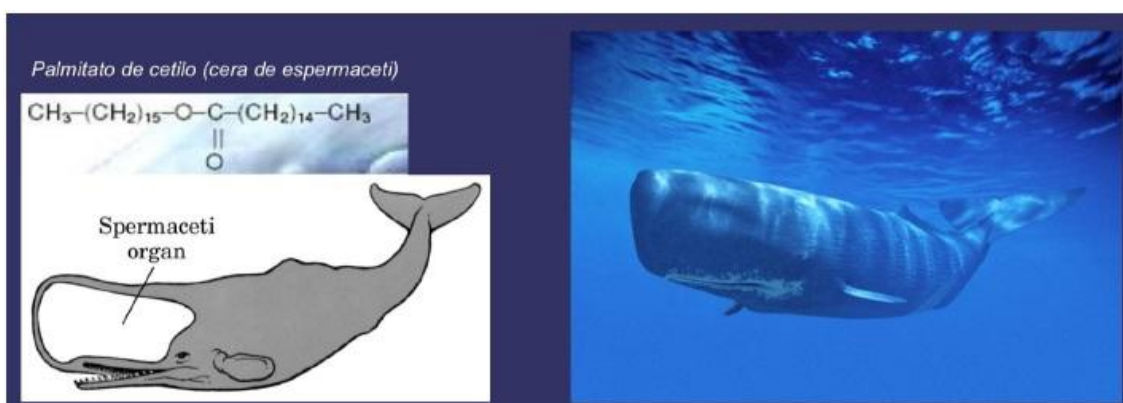 Palmitato de cetilo (cera de espermaceti)
CH₃–(CH₂)₁₅–O–C–(CH₂)₁₄–CH₃
||
O
Spermaceti
organ